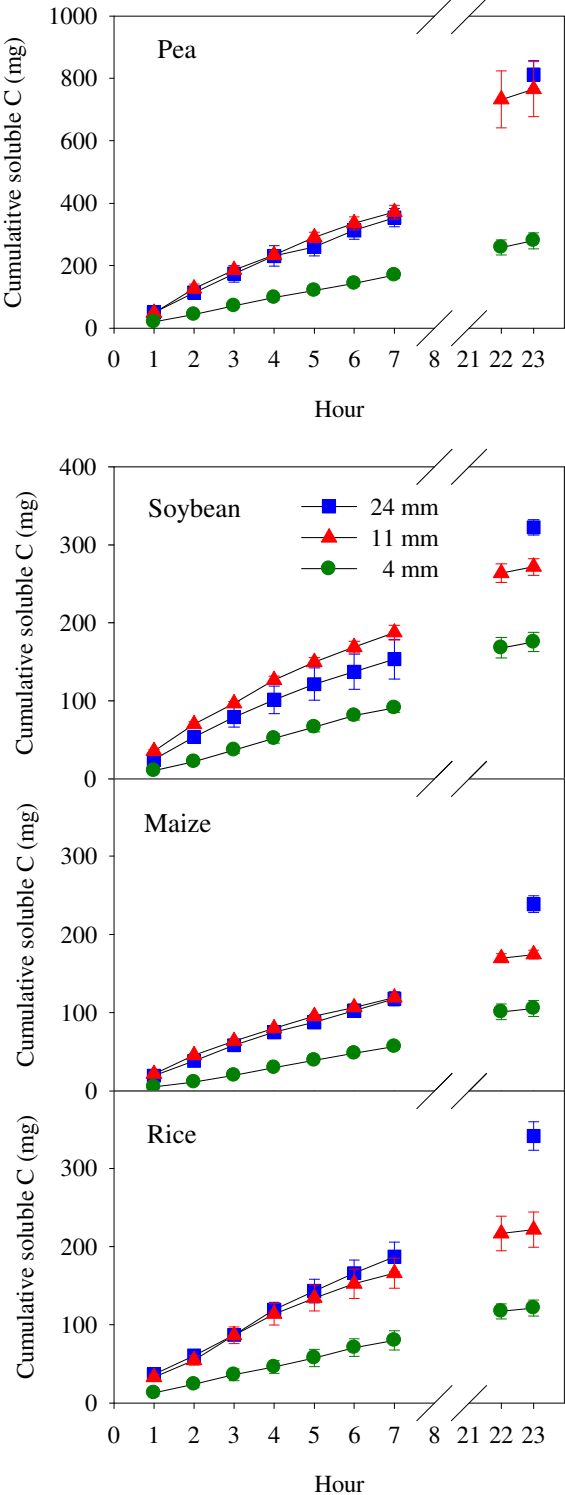 Cumulatitve soluble C (mg)
1000
Pea
800
600
400
200
0
0 1 2 3 4 5 6 7 8 21 22 23
Hour
Cumulative soluble C (mg)
400
Soybean
24 mm
11 mm
4 mm
300
200
100
0
Cumulative soluble C (mg)
Maize
300
200
100
0
Cumulative soluble C (mg)
Rice
300
200
100
0
0 1 2 3 4 5 6 7 8 21 22 23
Hour